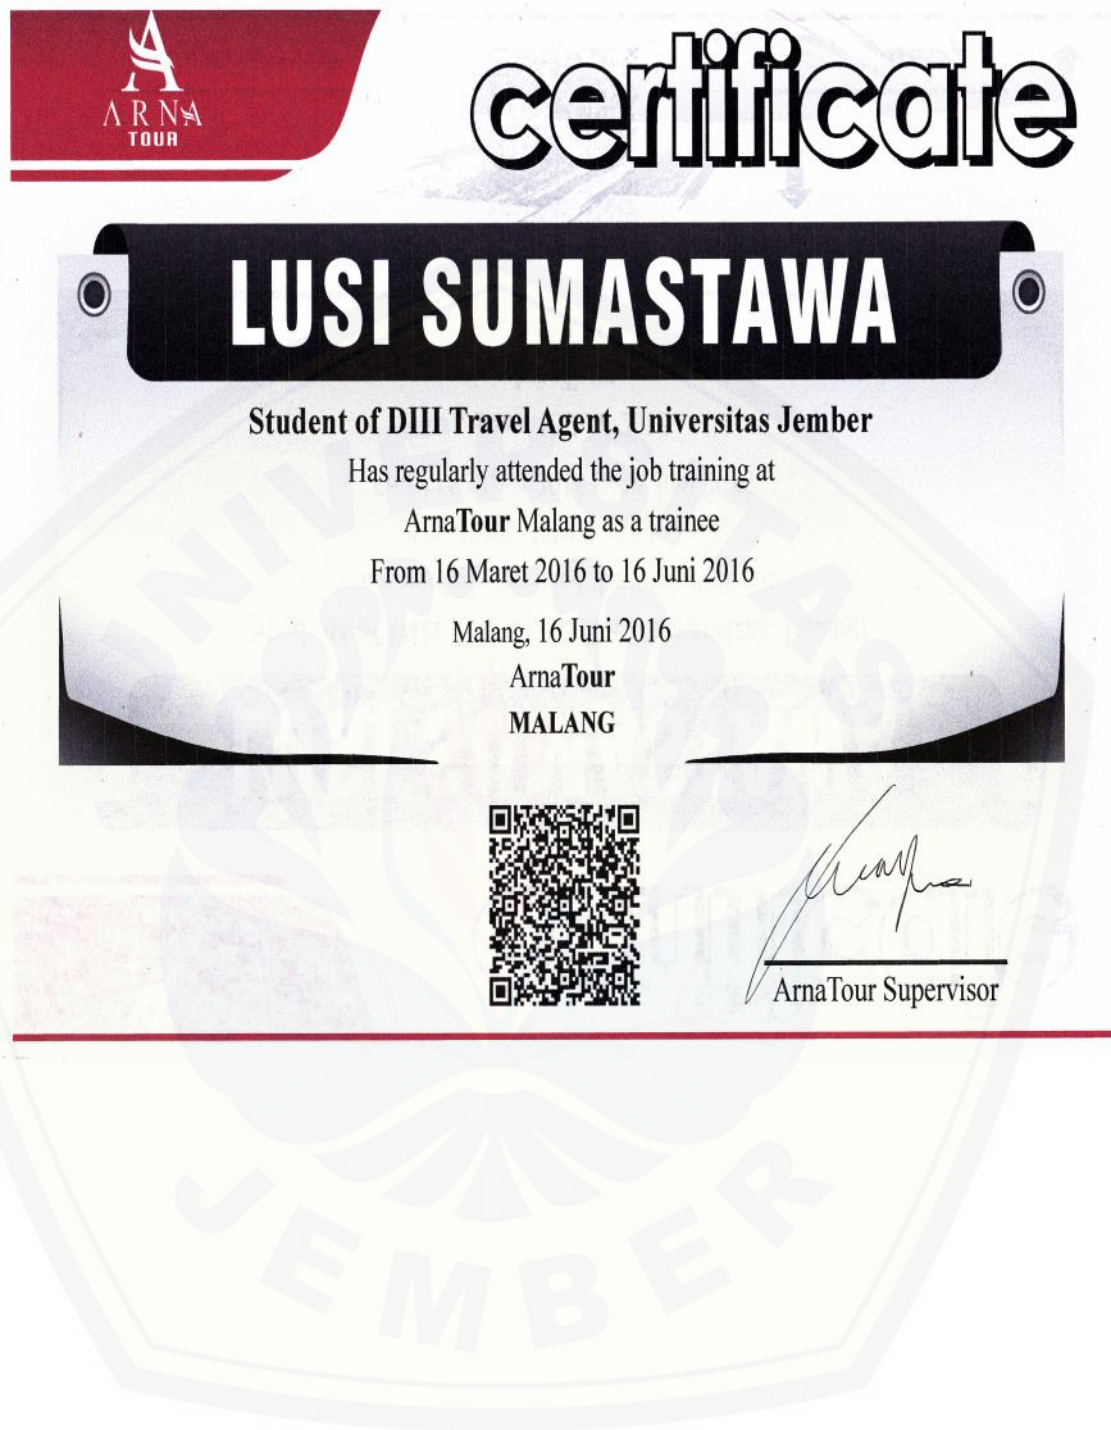 ARNA
TOUR
certificate
LUSI SUMASTAWA
Student of DIII Travel Agent, Universitas Jember
Has regularly attended the job training at
ArnaTour Malang as a trainee
From 16 Maret 2016 to 16 Juni 2016
Malang, 16 Juni 2016
ArnaTour
MALANG
ArnaTour Supervisor
UNIVERSITAS
JEMBER